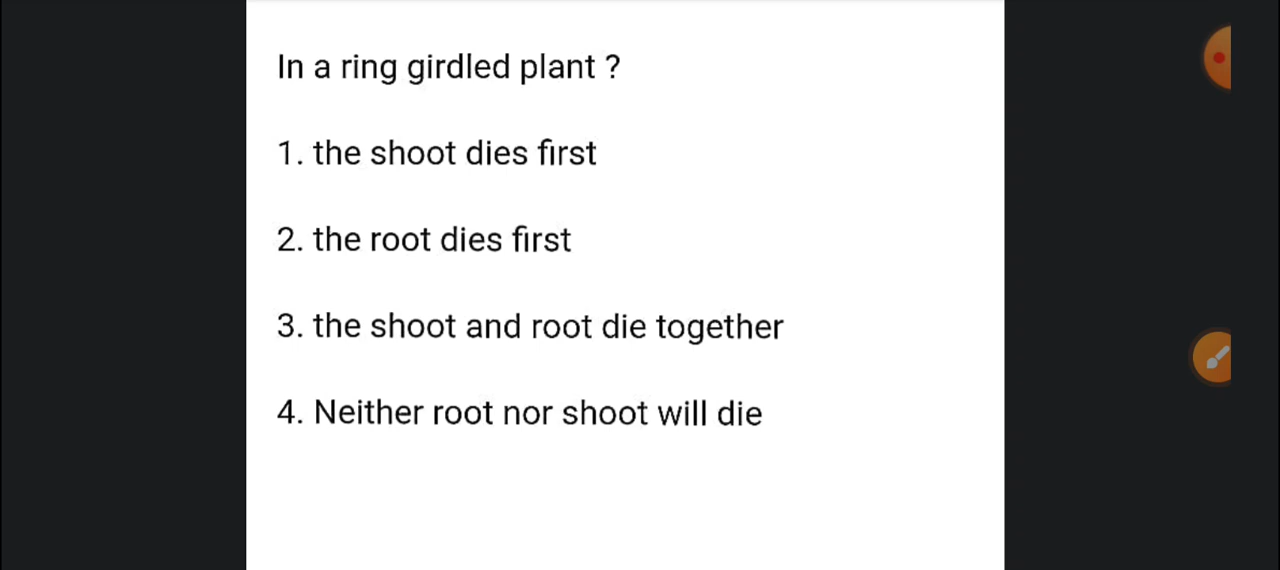 In a ring girdled plant ?
1. the shoot dies first
2. the root dies first
3. the shoot and root die together
4. Neither root nor shoot will die